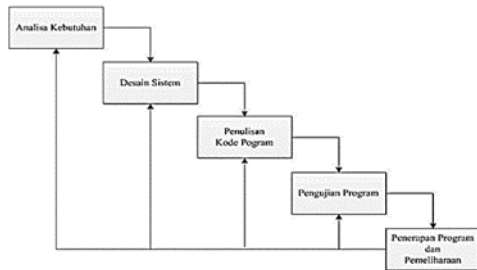 Analisa Kebutuhan
Desain Sistem
Penulisan
Kode Pogram
Pengujian Program
Penerapan Program
dan
Pemeliharaan